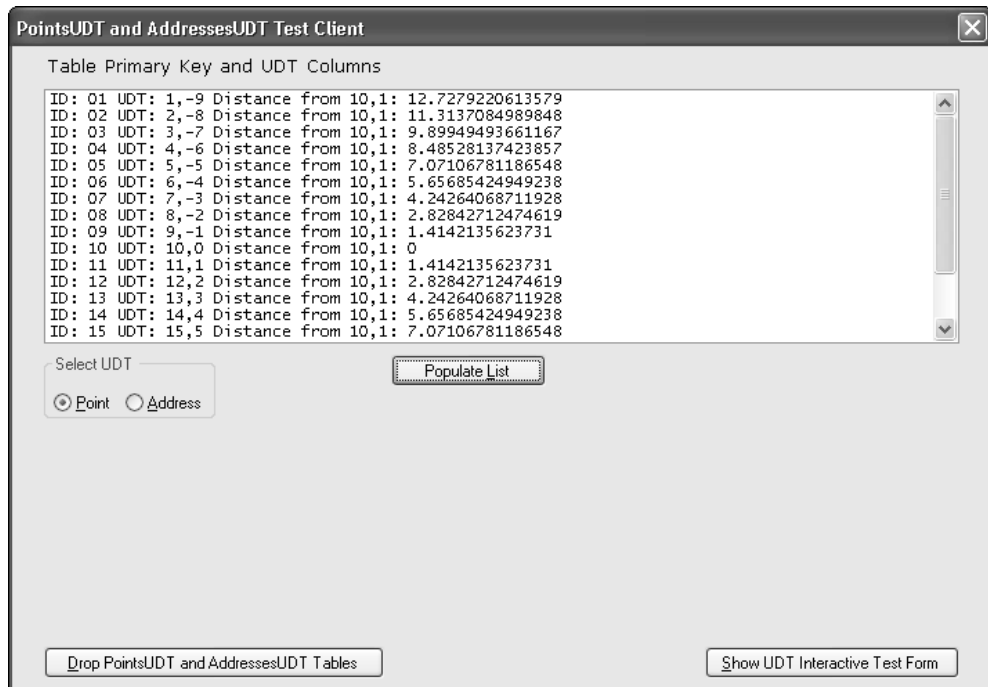 PointsUDT and AddressesUDT Test Client
Table Primary Key and UDT Columns
ID: 01 UDT: 1,-9 Distance from 10,1: 12.7279220613579
ID: 02 UDT: 2,-8 Distance from 10,1: 11.3137084989848
ID: 03 UDT: 3,-7 Distance from 10,1: 9.89949493661167
ID: 04 UDT: 4,-6 Distance from 10,1: 8.48528137423857
ID: 05 UDT: 5,-5 Distance from 10,1: 7.07106781186548
ID: 06 UDT: 6,-4 Distance from 10,1: 5.65685424949238
ID: 07 UDT: 7,-3 Distance from 10,1: 4.24264068711928
ID: 08 UDT: 8,-2 Distance from 10,1: 2.82842712474619
ID: 09 UDT: 9,-1 Distance from 10,1: 1.4142135623731
ID: 10 UDT: 10,0 Distance from 10,1: 0
ID: 11 UDT: 11,1 Distance from 10,1: 1.4142135623731
ID: 12 UDT: 12,2 Distance from 10,1: 2.82842712474619
ID: 13 UDT: 13,3 Distance from 10,1: 4.24264068711928
ID: 14 UDT: 14,4 Distance from 10,1: 5.65685424949238
ID: 15 UDT: 15,5 Distance from 10,1: 7.07106781186548
Select UDT
Populate List
Point Address
Drop PointsUDT and AddressesUDT Tables
Show UDT Interactive Test Form